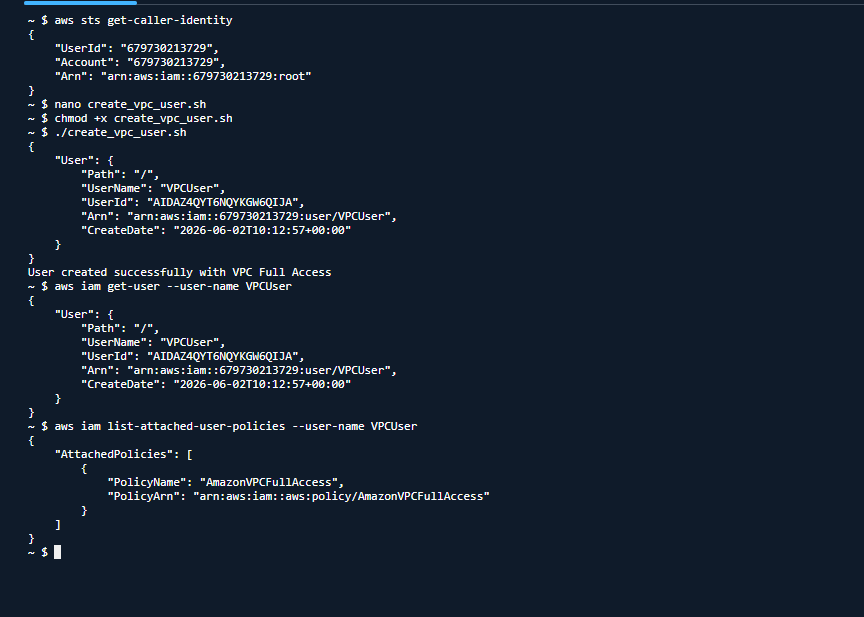 ~ $ aws sts get-caller-identity
{
    "UserId": "679730213729",
    "Account": "679730213729",
    "Arn": "arn:aws:iam::679730213729:root"
}
~ $ nano create_vpc_user.sh
~ $ chmod +x create_vpc_user.sh
~ $ ./create_vpc_user.sh
{
    "User": {
        "Path": "/",
        "UserName": "VPCUser",
        "UserId": "AIDAZ4QYT6NQYKGW6QIJA",
        "Arn": "arn:aws:iam::679730213729:user/VPCUser",
        "CreateDate": "2026-06-02T10:12:57+00:00"
    }
}
User created successfully with VPC Full Access
~ $ aws iam get-user --user-name VPCUser
{
    "User": {
        "Path": "/",
        "UserName": "VPCUser",
        "UserId": "AIDAZ4QYT6NQYKGW6QIJA",
        "Arn": "arn:aws:iam::679730213729:user/VPCUser",
        "CreateDate": "2026-06-02T10:12:57+00:00"
    }
}
~ $ aws iam list-attached-user-policies --user-name VPCUser
{
    "AttachedPolicies": [
        {
            "PolicyName": "AmazonVPCFullAccess",
            "PolicyArn": "arn:aws:iam::aws:policy/AmazonVPCFullAccess"
        }
    ]
}
~ $